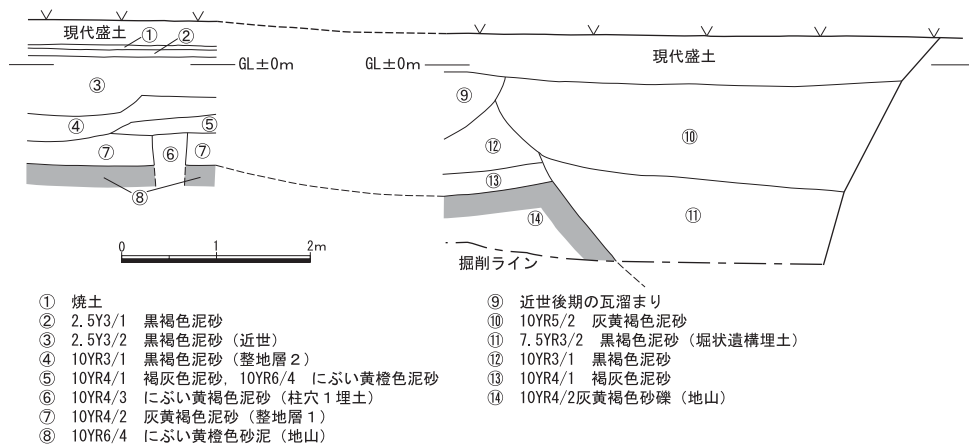 現代盛土
①
②
GL±0m
GL±0m
現代盛土
③
④
⑤
⑥
⑦
⑦
⑧
⑨
⑩
⑪
⑫
⑬
⑭
0 1 2m
掘削ライン
① 焼土
② 2.5Y3/1 黒褐色泥砂
③ 2.5Y3/2 黒褐色泥砂（近世）
④ 10YR3/1 黒褐色泥砂（整地層２）
⑤ 10YR4/1 褐灰色泥砂，10YR6/4 にぶい黄橙色泥砂
⑥ 10YR4/3 にぶい黄褐色泥砂（柱穴１埋土）
⑦ 10YR4/2 灰黄褐色泥砂（整地層１）
⑧ 10YR6/4 にぶい黄橙色砂泥（地山）
⑨ 近世後期の瓦溜まり
⑩ 10YR5/2 灰黄褐色泥砂
⑪ 7.5YR3/2 黒褐色泥砂（堀状遺構埋土）
⑫ 10YR3/1 黒褐色泥砂
⑬ 10YR4/1 褐灰色泥砂
⑭ 10YR4/2灰黄褐色砂礫（地山）